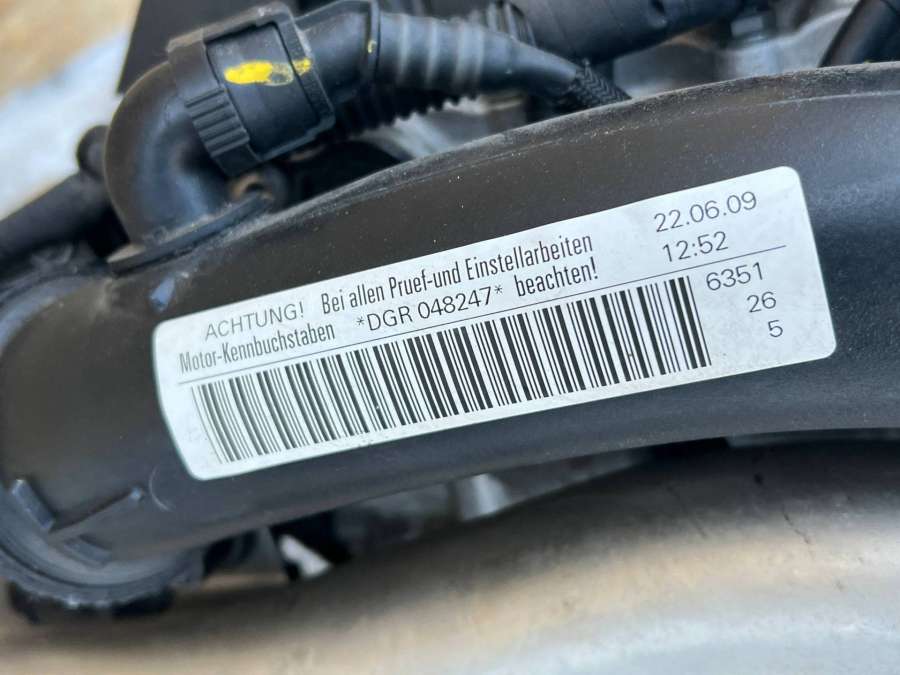 ACHTUNG! Bei allen Pruef-und Einstellarbeiten 22.06.09
Motor-Kennbuchstaben *DGR 048247* beachten! 12:52
6351
26
5